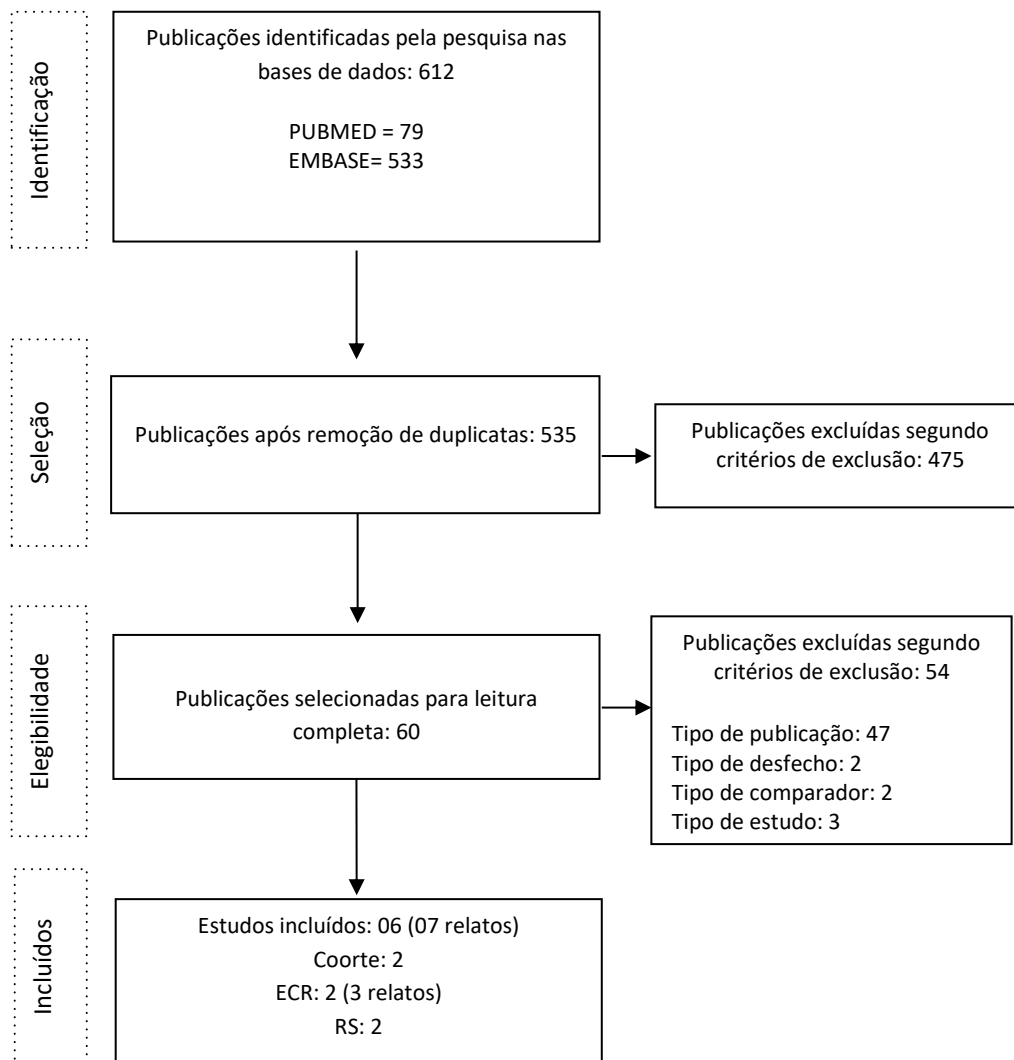 Identificação
Publicações identificadas pela pesquisa nas
bases de dados: 612
PUBMED = 79
EMBASE= 533
Seleção
Publicações após remoção de duplicatas: 535
Publicações excluídas segundo
critérios de exclusão: 475
Elegibilidade
Publicações selecionadas para leitura
completa: 60
Publicações excluídas segundo
critérios de exclusão: 54
Tipo de publicação: 47
Tipo de desfecho: 2
Tipo de comparador: 2
Tipo de estudo: 3
Incluídos
Estudos incluídos: 06 (07 relatos)
Coorte: 2
ECR: 2 (3 relatos)
RS: 2